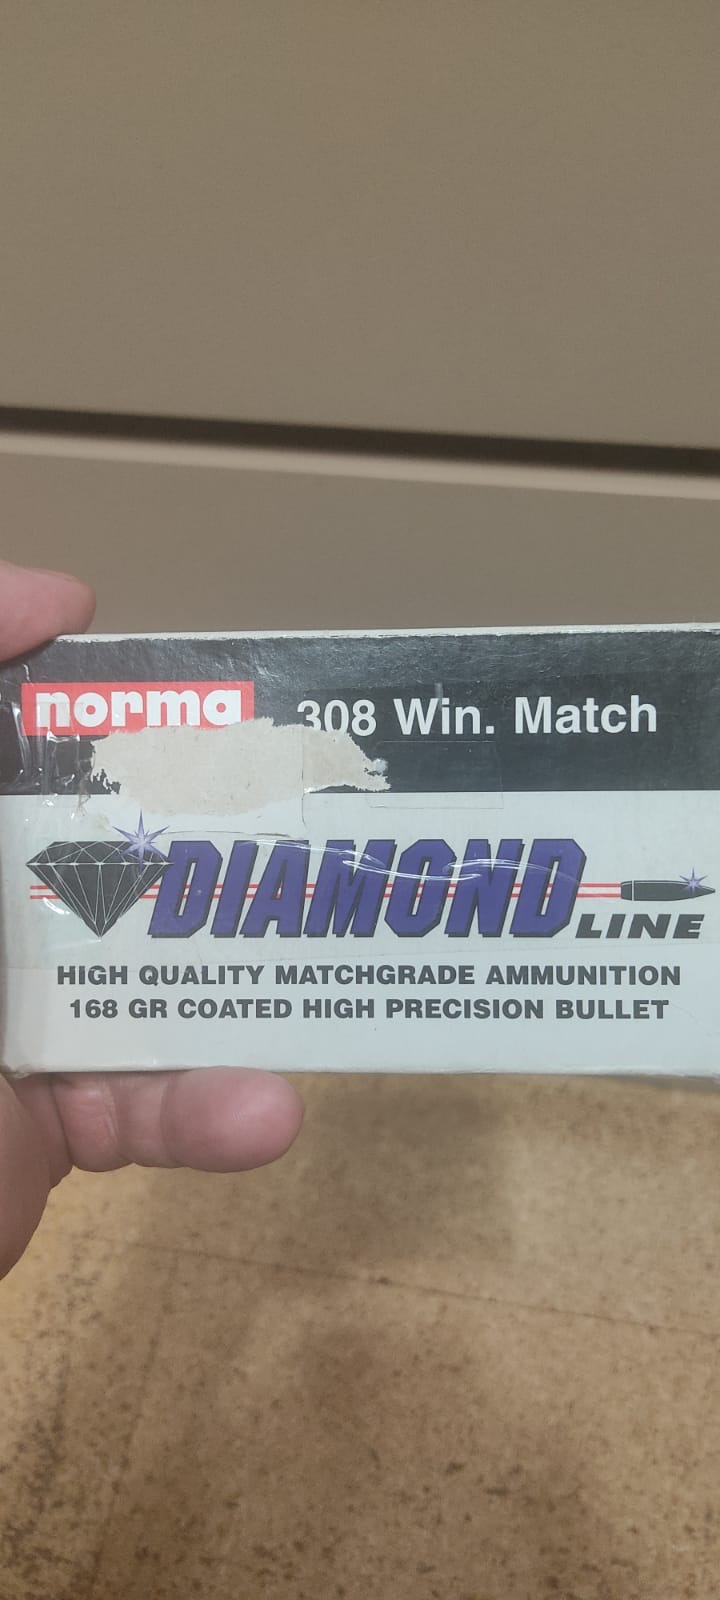 norma 308 Win. Match
DIAMOND
LINE
HIGH QUALITY MATCHGRADE AMMUNITION
168 GR COATED HIGH PRECISION BULLET